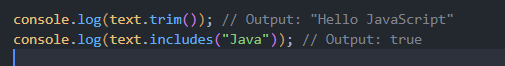 console.log(text.trim()); // Output: "Hello JavaScript"
console.log(text.includes("Java")); // Output: true